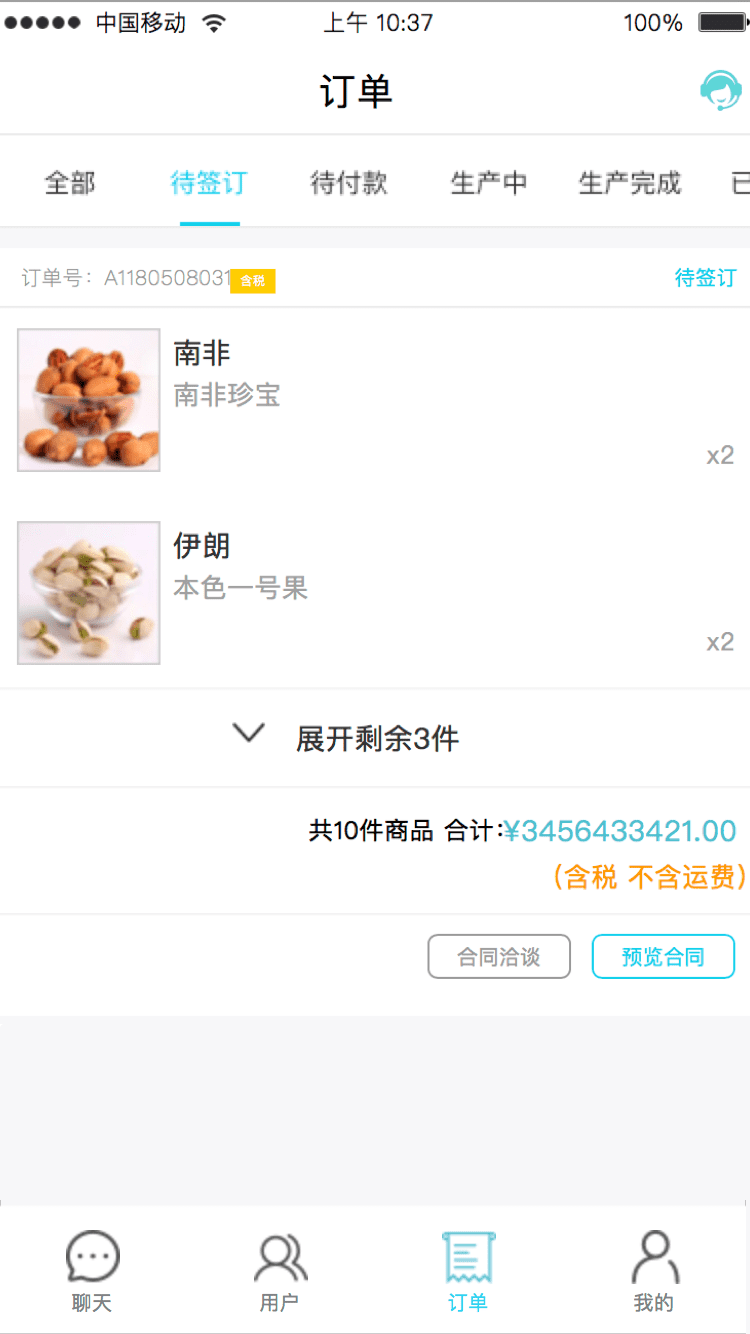 中国移动 上午 10:37 100%
订单
全部 待签订 待付款 生产中 生产完成
订单号：A1180508031 含税 待签订
南非
南非珍宝
x2
伊朗
本色一号果
x2
展开剩余3件
共10件商品 合计:¥3456433421.00
(含税 不含运费)
合同洽谈 预览合同
聊天 用户 订单 我的